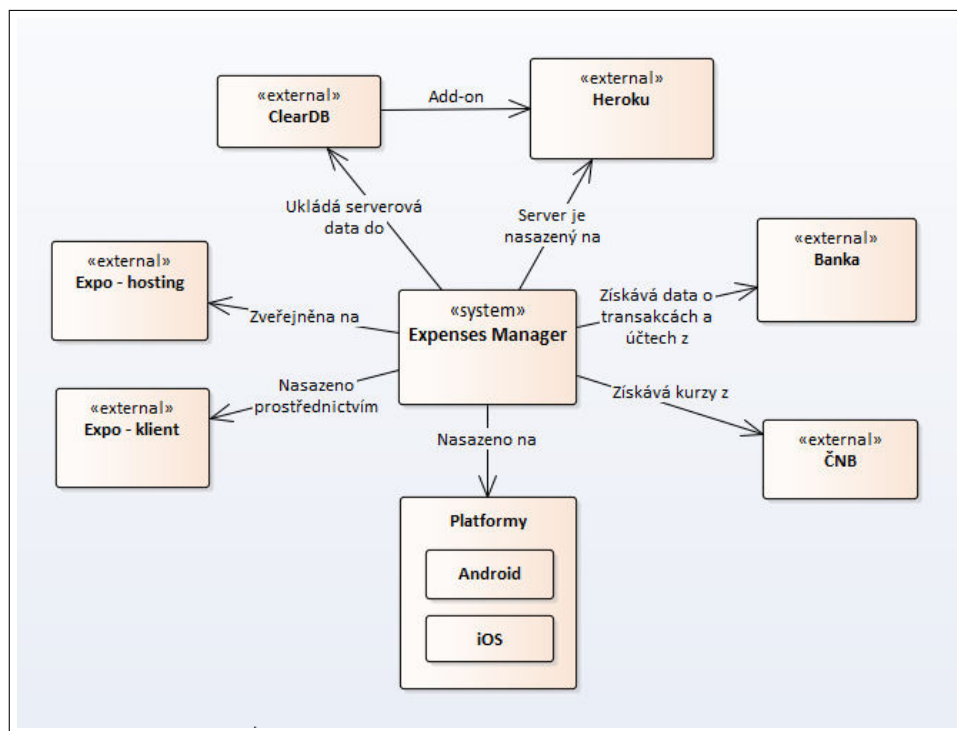 «external»
Heroku
«external»
ClearDB
Add-on
Ukládá serverová
data do
Server je
nasazený na
«external»
Expo - hosting
«external»
Banka
Zveřejněna na
«system»
Expenses Manager
Získává data o
transakcách a
účtech z
Nasazeno
prostřednictvím
Získává kurzy z
«external»
Expo - klient
«external»
ČNB
Nasazeno na
Platformy
Android
iOS